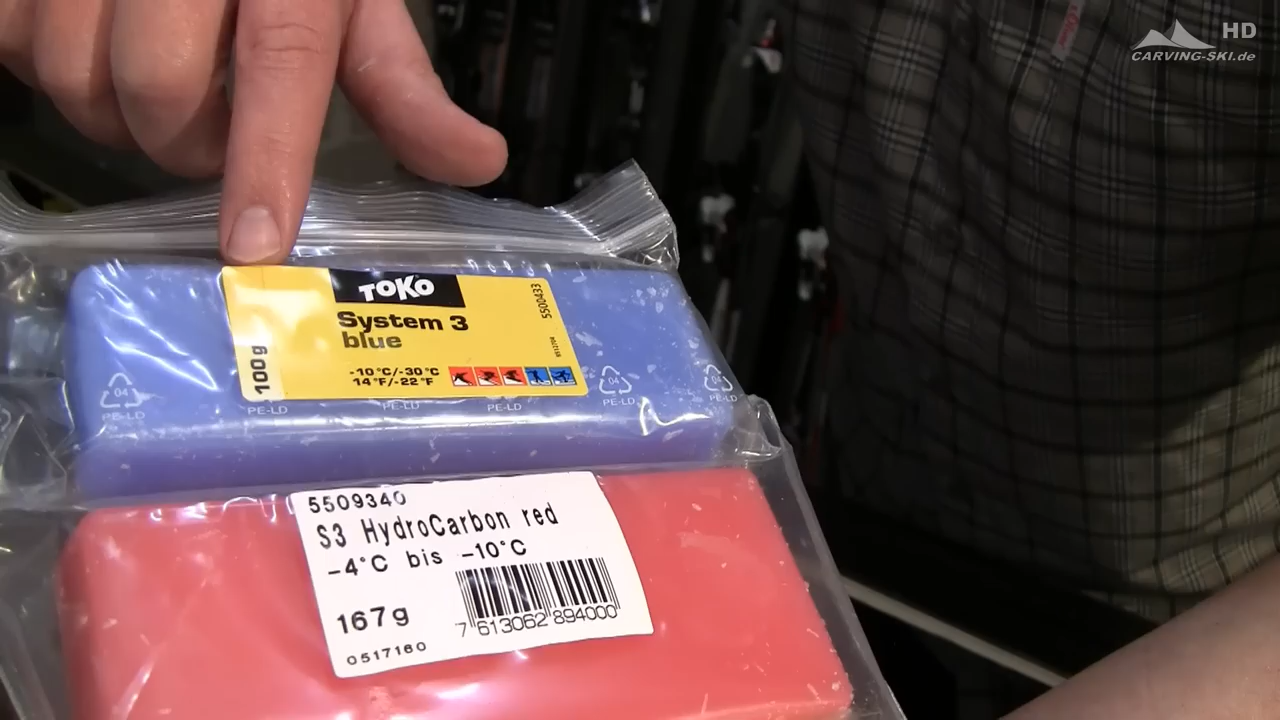 HD
CARVING-SKI.de
TOKO
System 3
blue
100g
-10°C/-30°C
14°F/-22°F
5500433
04
PE-LD
PE-LD
PE-LD
PE-LD
04
PE-LD
04
PE-LD
5509340
S3 HydroCarbon red
-4°C bis -10°C
167g
7 613062 894000
0517160